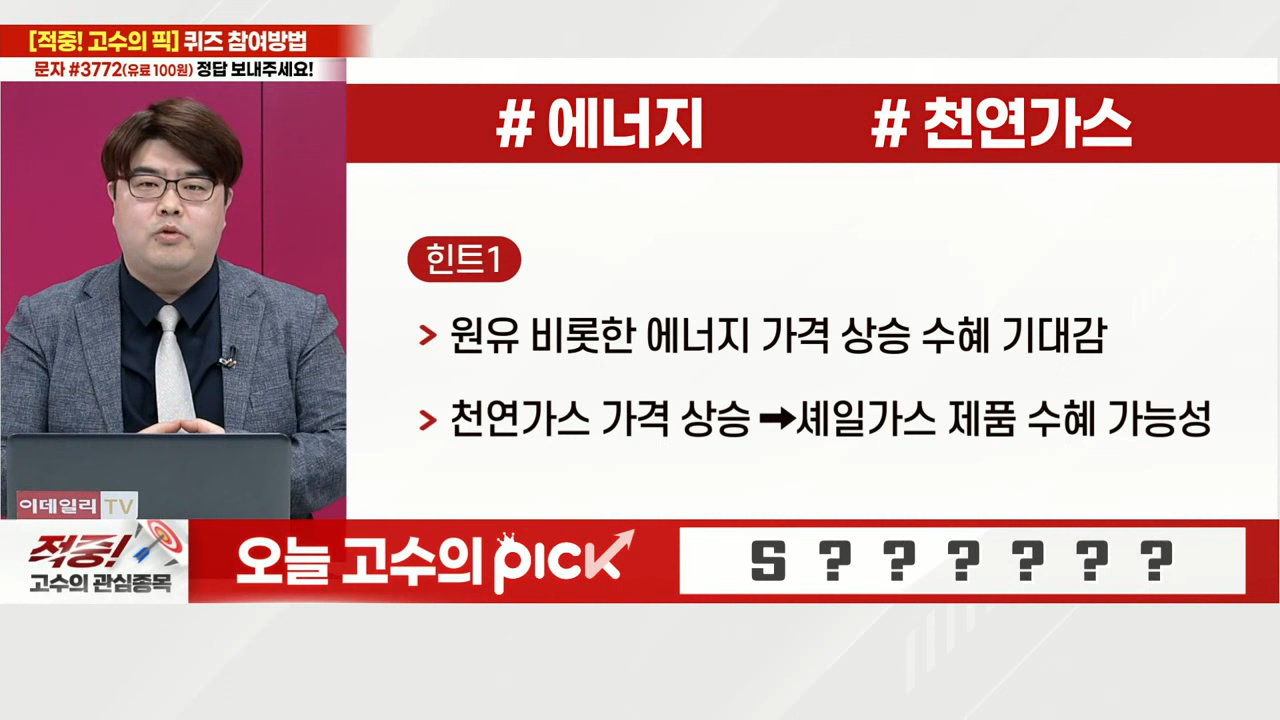 [적중! 고수의 픽] 퀴즈 참여방법
문자 #3772(유료 100원) 정답 보내주세요!
# 에너지 # 천연가스
힌트1
> 원유 비롯한 에너지 가격 상승 수혜 기대감
> 천연가스 가격 상승 ➡셰일가스 제품 수혜 가능성
이데일리 TV
적중!
고수의 관심종목
오늘 고수의 PICK
S ? ? ? ? ? ?